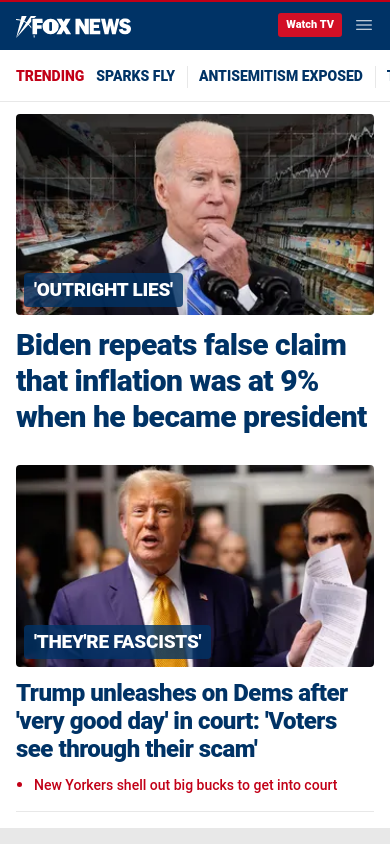 FOX NEWS
Watch TV
TRENDING SPARKS FLY ANTISEMITISM EXPOSED
'OUTRIGHT LIES'
Biden repeats false claim
that inflation was at 9%
when he became president
'THEY'RE FASCISTS'
Trump unleashes on Dems after
'very good day' in court: 'Voters
see through their scam'
• New Yorkers shell out big bucks to get into court